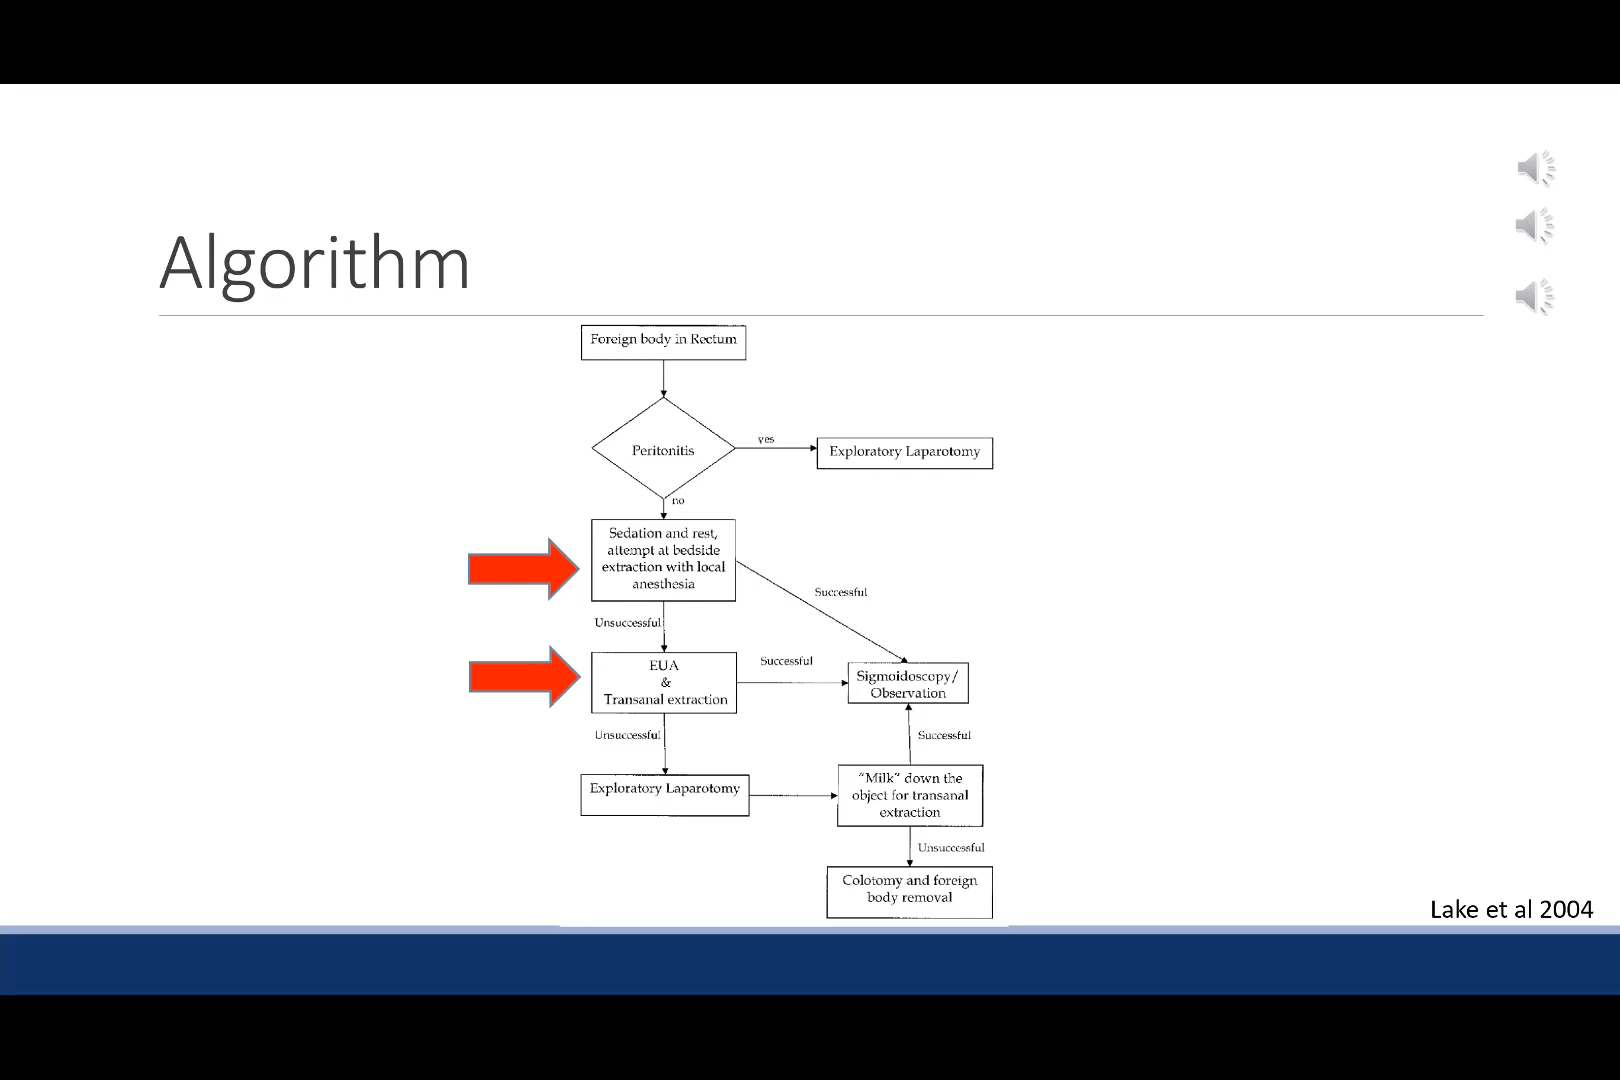 Algorithm
Foreign body in Rectum
Peritonitis
yes
Exploratory Laparotomy
no
Sedation and rest,
attempt at bedside
extraction with local
anesthesia
Successful
Unsuccessful
EUA
&
Transanal extraction
Successful
Sigmoidoscopy/
Observation
Unsuccessful
Successful
Exploratory Laparotomy
"Milk" down the
object for transanal
extraction
Unsuccessful
Colotomy and foreign
body removal
Lake et al 2004